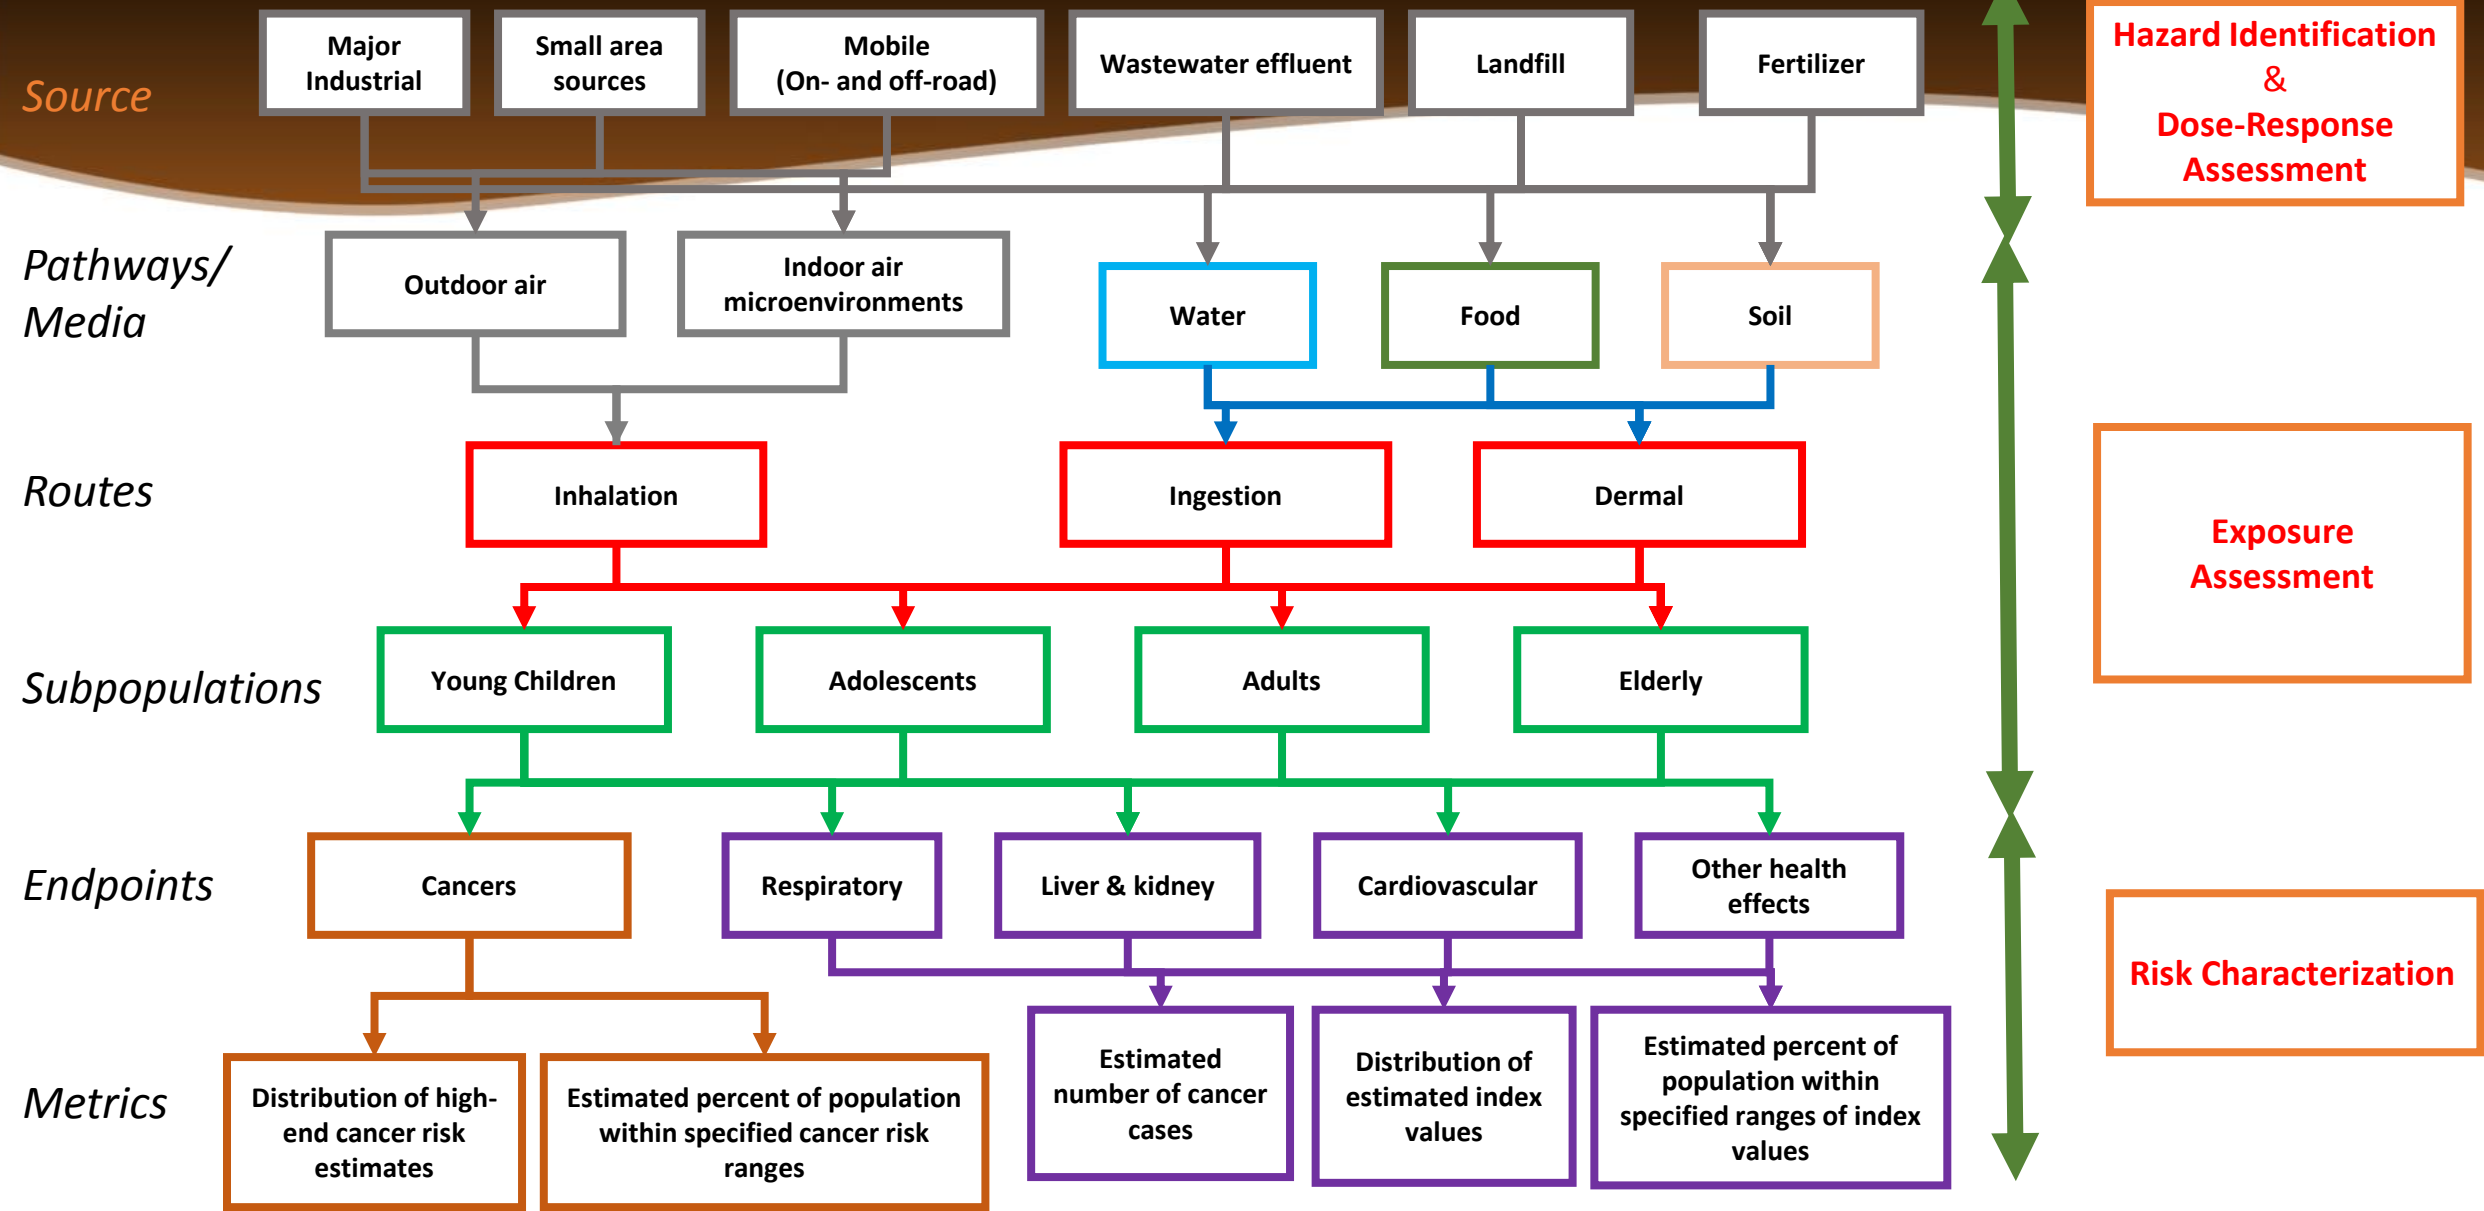 Source
Major
Industrial
Small area
sources
Mobile
(On- and off-road)
Wastewater effluent
Landfill
Fertilizer
Hazard Identification
&
Dose-Response
Assessment
Pathways/
Media
Outdoor air
Indoor air
microenvironments
Water
Food
Soil
Routes
Inhalation
Ingestion
Dermal
Exposure
Assessment
Subpopulations
Young Children
Adolescents
Adults
Elderly
Endpoints
Cancers
Respiratory
Liver & kidney
Cardiovascular
Other health
effects
Risk Characterization
Metrics
Distribution of high-
end cancer risk
estimates
Estimated percent of population
within specified cancer risk
ranges
Estimated
number of cancer
cases
Distribution of
estimated index
values
Estimated percent of
population within
specified ranges of index
values